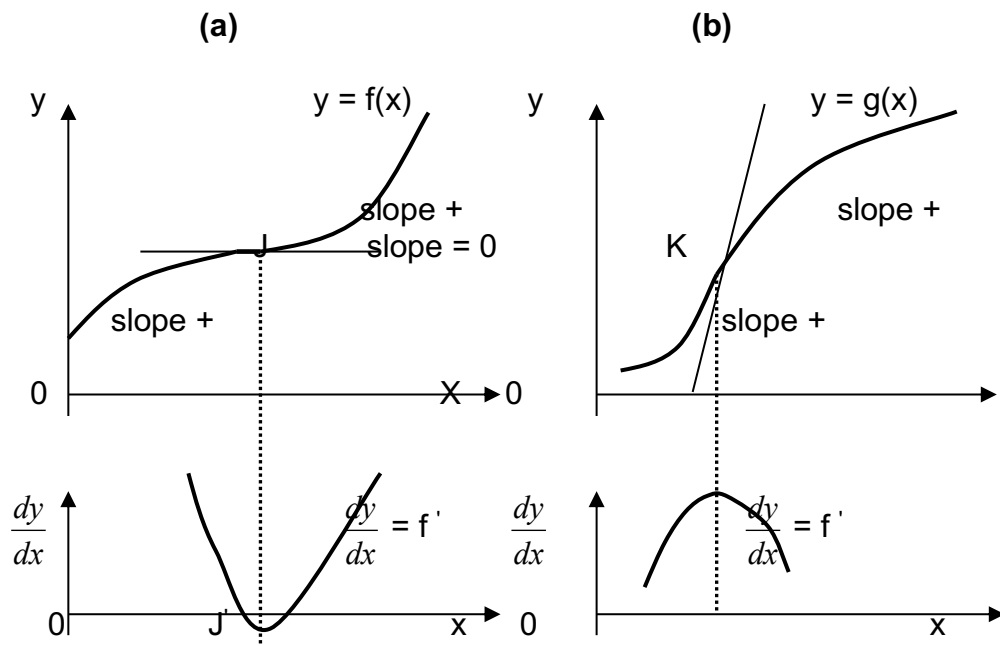 (a)
(b)
y
y = f(x)
slope +
J
slope = 0
slope +
0
X
y
y = g(x)
slope +
K
slope +
0
dy
dx
dy
dx = f '
0
J'
x
dy
dx
dy
dx = f '
0
x